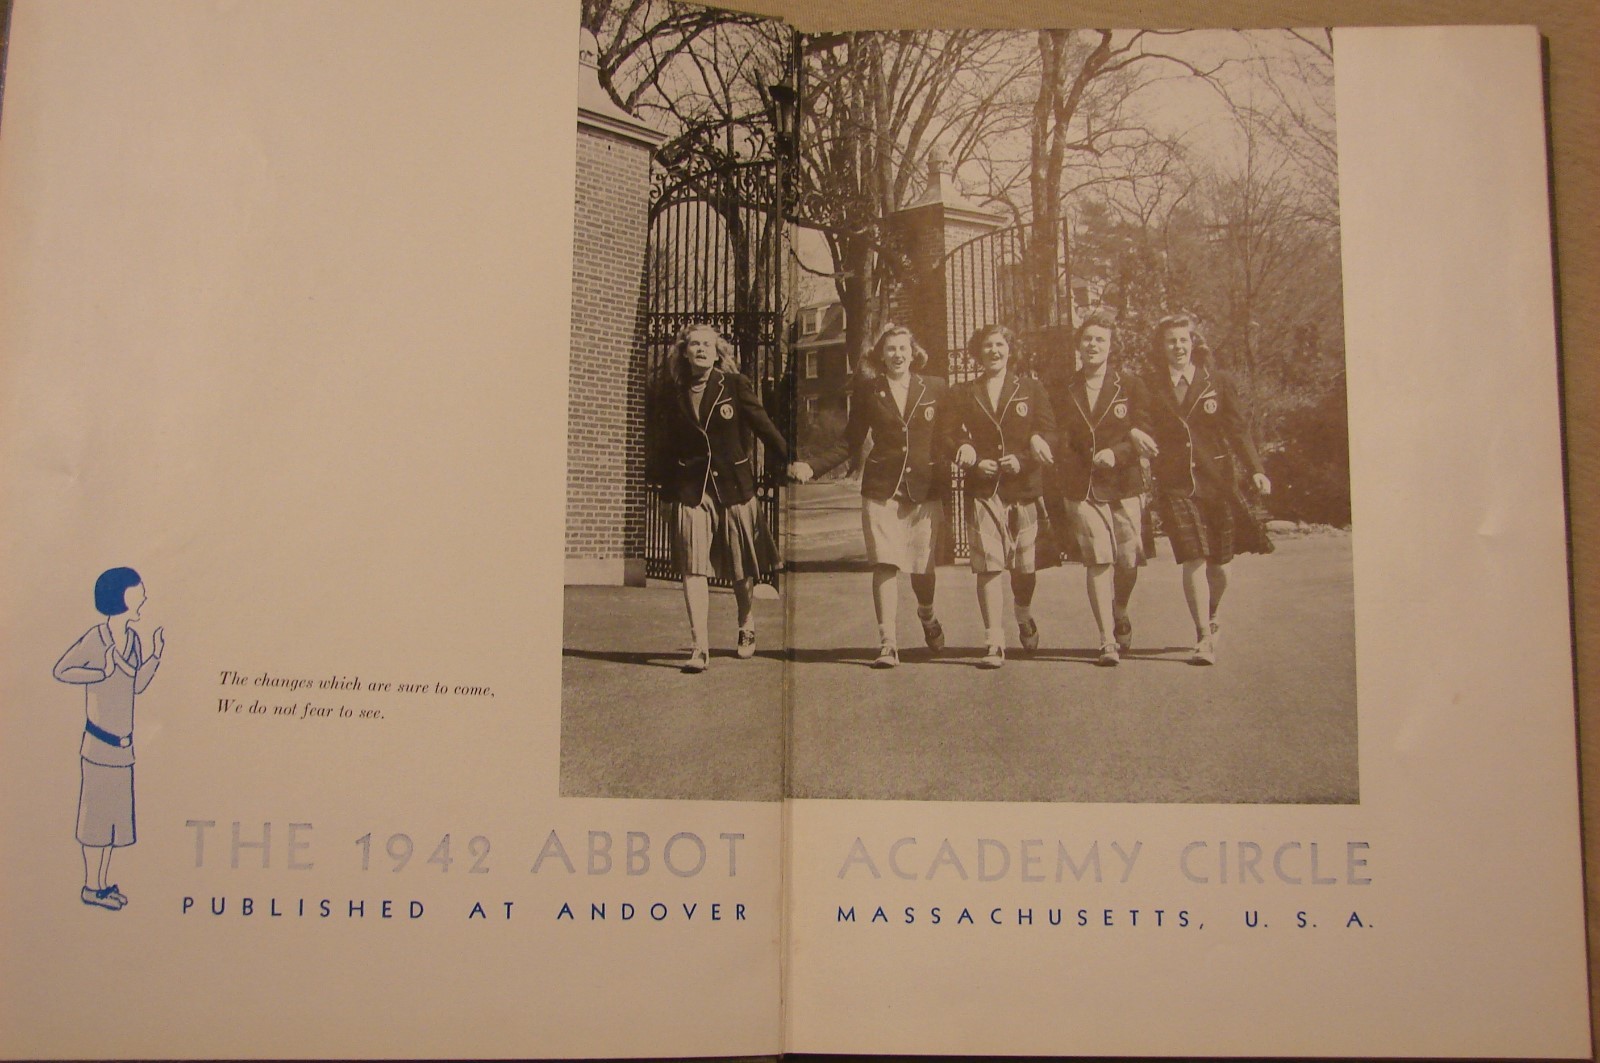 The changes which are sure to come,
We do not fear to see.
THE 1942 ABBOT ACADEMY CIRCLE
PUBLISHED AT ANDOVER MASSACHUSETTS, U. S. A.